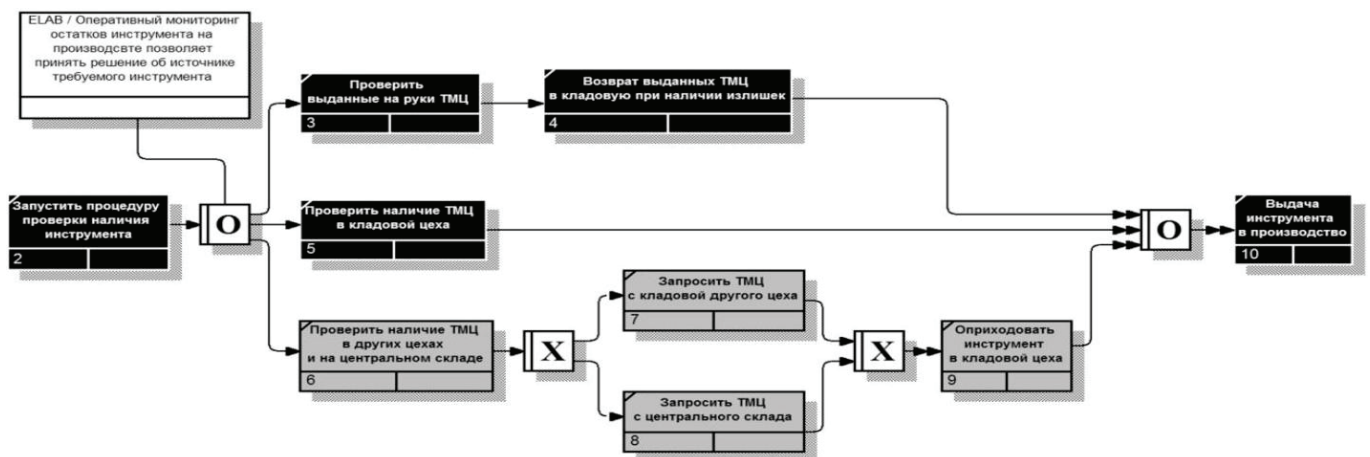 ELAB / Оперативный мониторинг
остатков инструмента на
произвосдтве позволяет
принять решение об источнике
требуемого инструмента
Проверить
выданные на руки ТМЦ
3
Возврат выданных ТМЦ
в кладовую при наличии излишек
4
Запустить процедуру
проверки наличия
инструмента
2
O
Проверить наличие ТМЦ
в кладовой цеха
5
O
Выдача
инструмента
в производство
10
Проверить наличие ТМЦ
в других цехах
и на центральном складе
6
X
Запросить ТМЦ
с кладовой другого цеха
7
Запросить ТМЦ
с центрального склада
8
X
Оприходовать
инструмент
в кладовой цеха
9